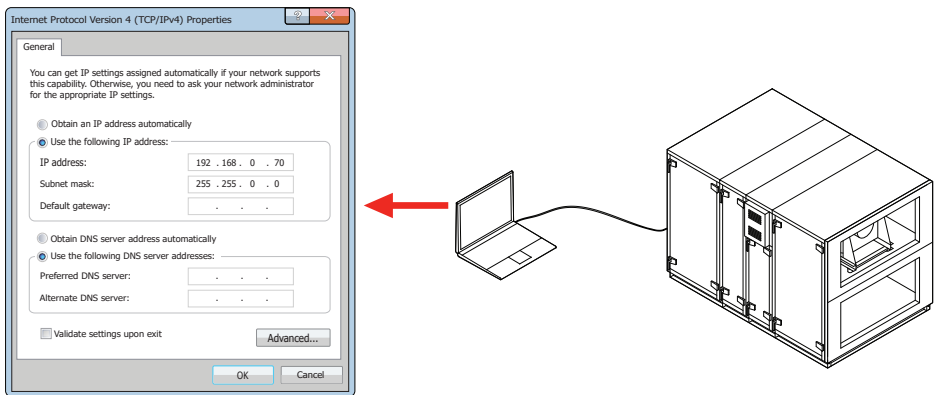 Internet Protocol Version 4 (TCP/IPv4) Properties
?
X
General
You can get IP settings assigned automatically if your network supports
this capability. Otherwise, you need to ask your network administrator
for the appropriate IP settings.
Obtain an IP address automatically
Use the following IP address:
IP address: 192 . 168 . 0 . 70
Subnet mask: 255 . 255 . 0 . 0
Default gateway: . . .
Obtain DNS server address automatically
Use the following DNS server addresses:
Preferred DNS server: . . .
Alternate DNS server: . . .
Validate settings upon exit
Advanced...
OK Cancel